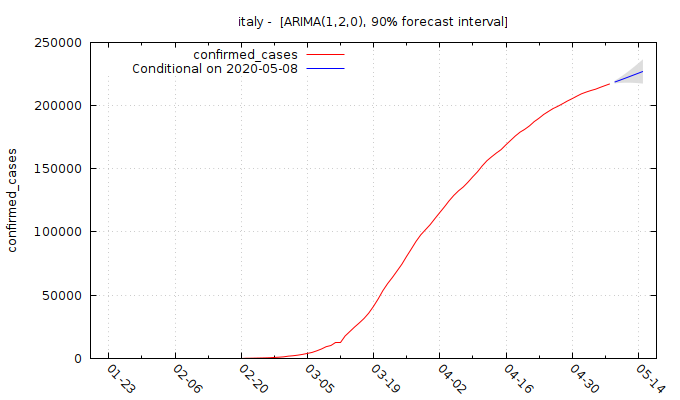 italy -  [ARIMA(1,2,0), 90% forecast interval]
250000
confirmed_cases
Conditional on 2020-05-08
200000
150000
confirmed_cases
100000
50000
0
01-23 02-06 02-20 03-05 03-19 04-02 04-16 04-30 05-14